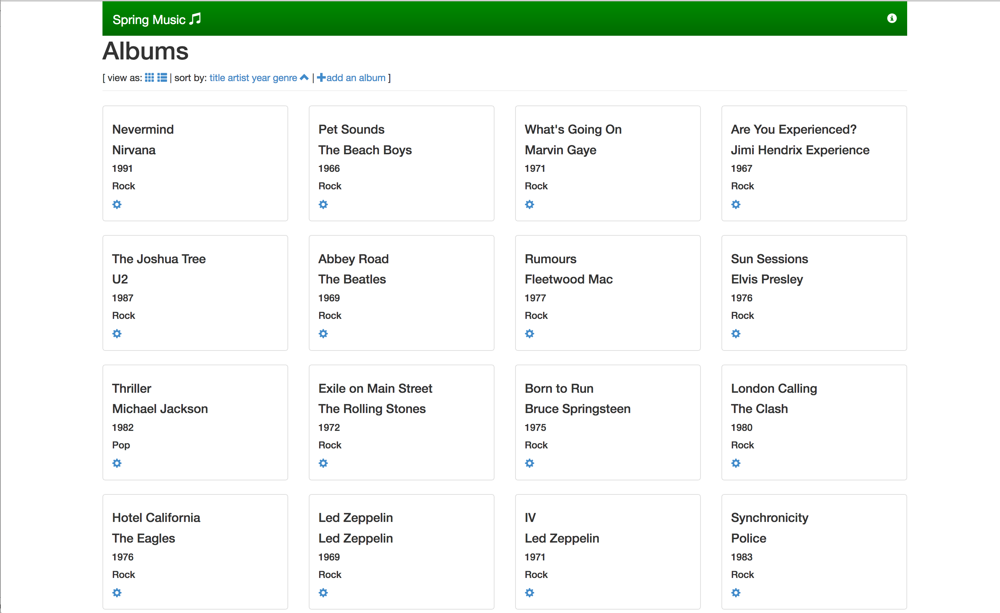 Spring Music
Albums
[ view as: | sort by: title artist year genre | add an album ]
Nevermind
Nirvana
1991
Rock
Pet Sounds
The Beach Boys
1966
Rock
What's Going On
Marvin Gaye
1971
Rock
Are You Experienced?
Jimi Hendrix Experience
1967
Rock
The Joshua Tree
U2
1987
Rock
Abbey Road
The Beatles
1969
Rock
Rumours
Fleetwood Mac
1977
Rock
Sun Sessions
Elvis Presley
1976
Rock
Thriller
Michael Jackson
1982
Pop
Exile on Main Street
The Rolling Stones
1972
Rock
Born to Run
Bruce Springsteen
1975
Rock
London Calling
The Clash
1980
Rock
Hotel California
The Eagles
1976
Rock
Led Zeppelin
Led Zeppelin
1969
Rock
IV
Led Zeppelin
1971
Rock
Synchronicity
Police
1983
Rock